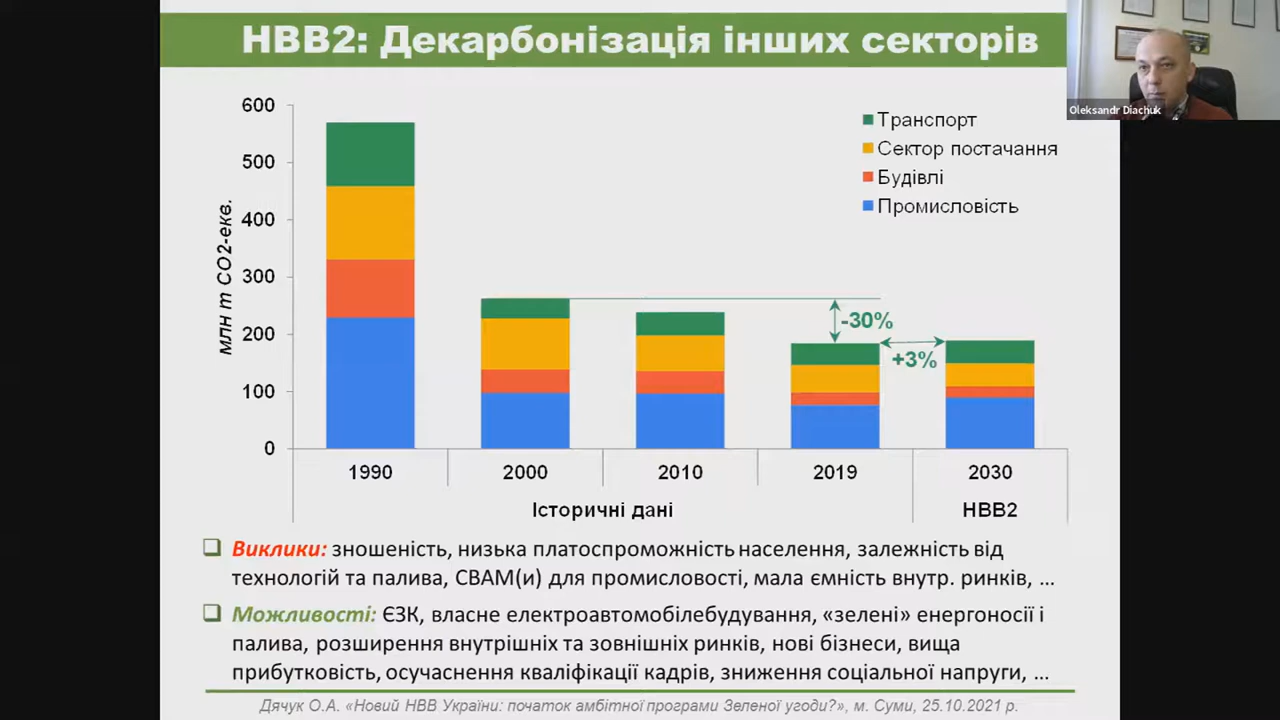 НВВ2: Декарбонізація інших секторів
Oleksandr Diachuk
млн т СО2-екв.
600
500
400
300
200
100
0
Транспорт
Сектор постачання
Будівлі
Промисловість
-30%
+3%
1990
2000
2010
2019
2030
Історичні дані
НВВ2
Виклики: зношеність, низька платоспроможність населення, залежність від
технологій та палива, СВАМ(и) для промисловості, мала ємність внутр. ринків, ...
Можливості: ЄЗК, власне електроавтомобілебудування, «зелені» енергоносії і
палива, розширення внутрішніх та зовнішніх ринків, нові бізнеси, вища
прибутковість, осучаснення кваліфікації кадрів, зниження соціальної напруги, ...
Дячук О.А. «Новий НВВ України: початок амбітної програми Зеленої угоди?», м. Суми, 25.10.2021 р.